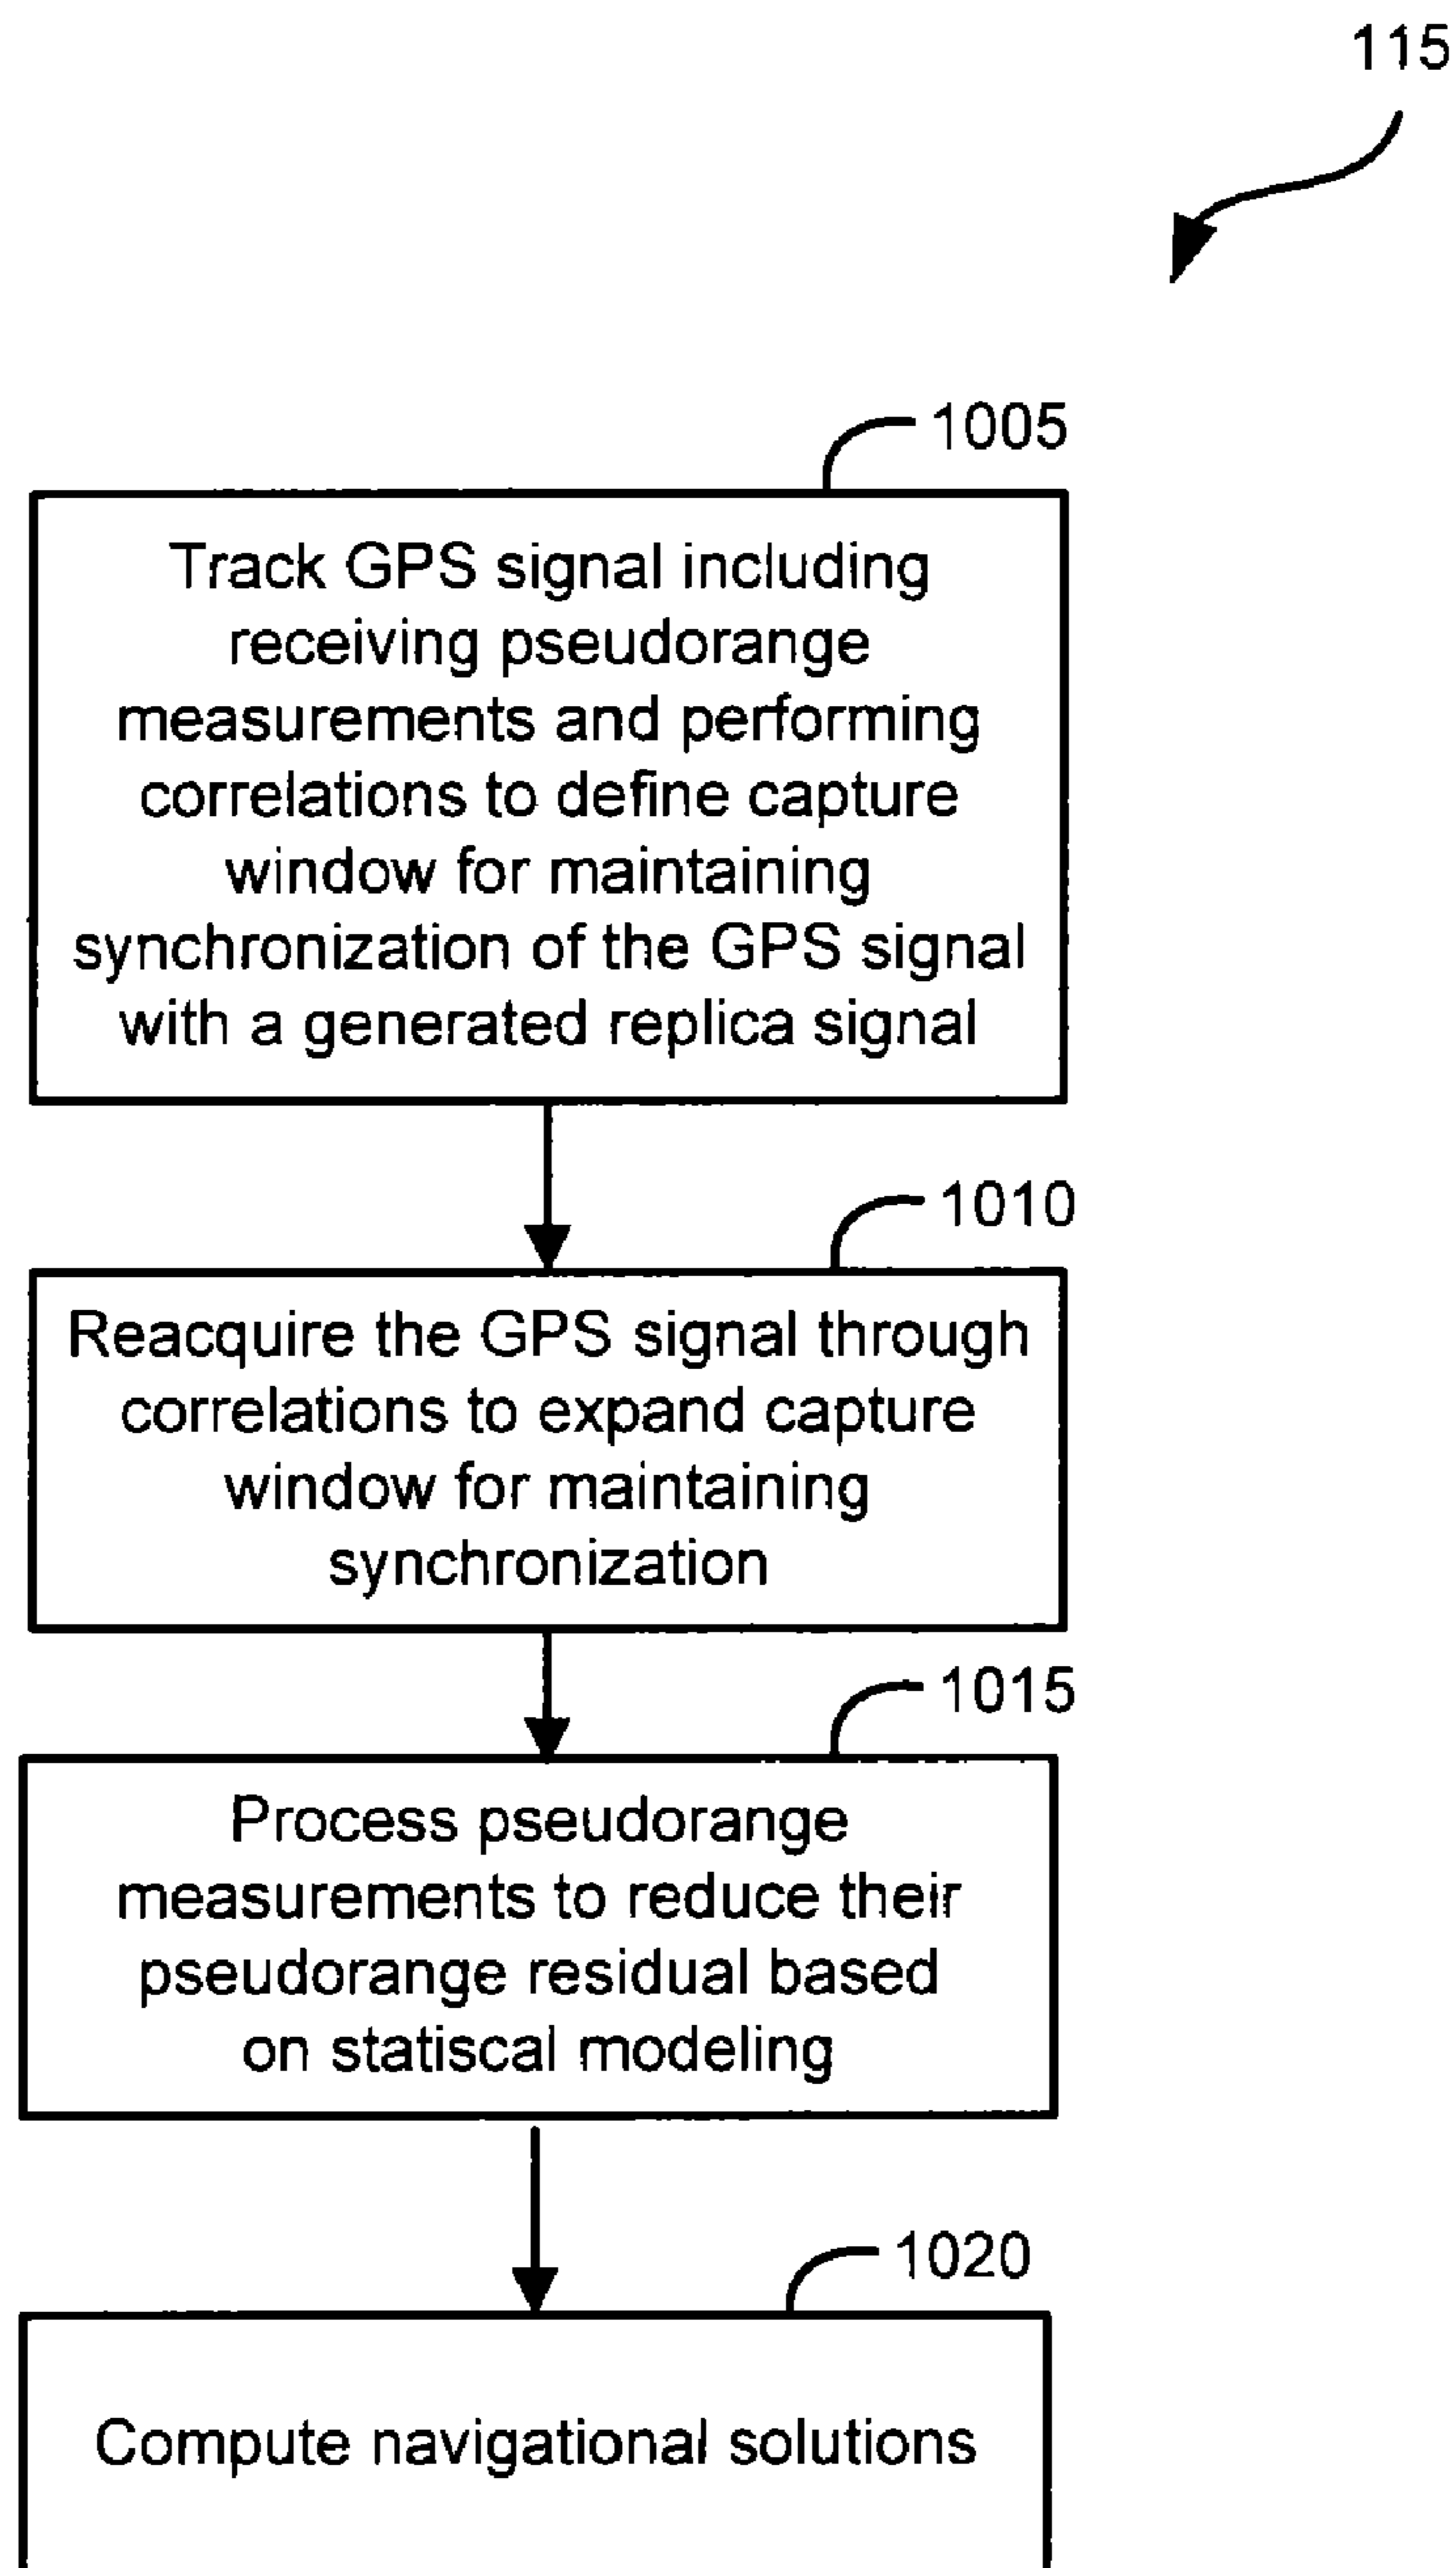 115
1005
Track GPS signal including
receiving pseudorange
measurements and performing
correlations to define capture
window for maintaining
synchronization of the GPS signal
with a generated replica signal
1010
Reacquire the GPS signal through
correlations to expand capture
window for maintaining
synchronization
1015
Process pseudorange
measurements to reduce their
pseudorange residual based
on statiscal modeling
1020
Compute navigational solutions